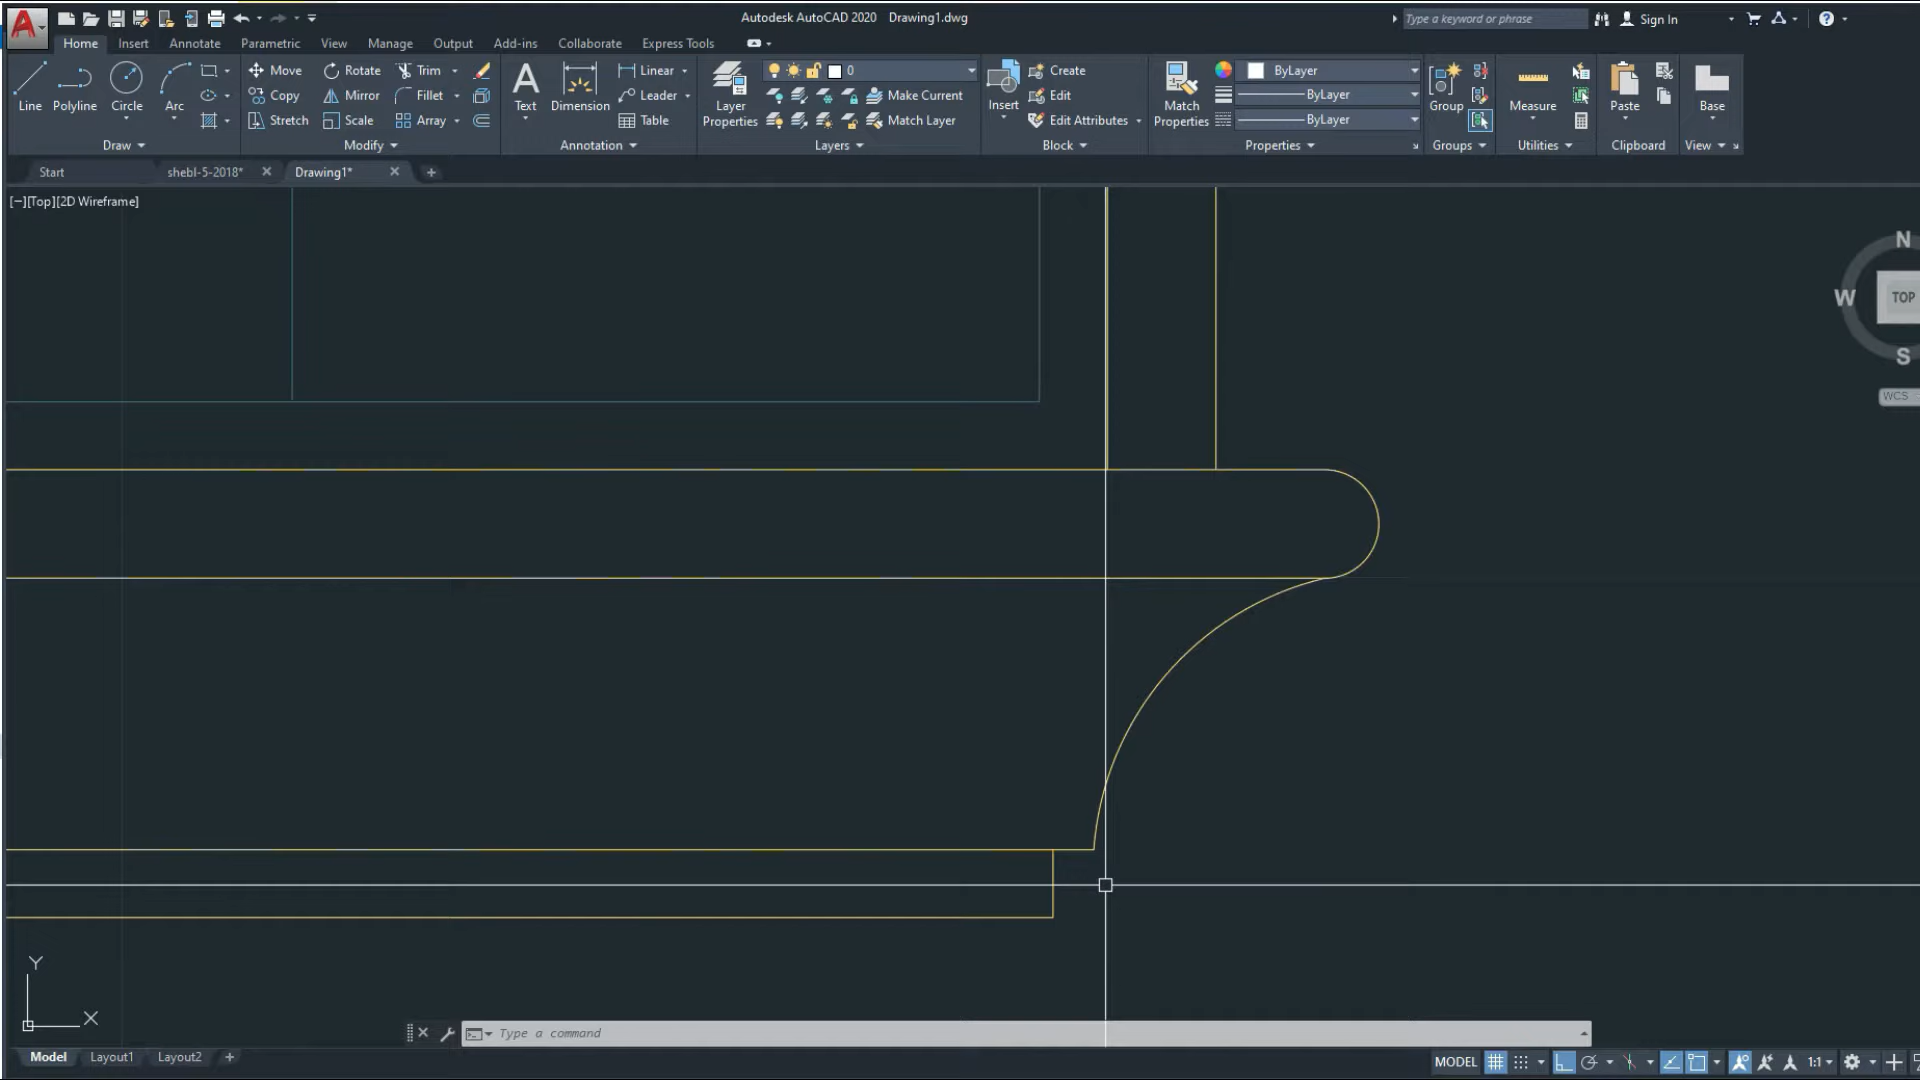 Autodesk AutoCAD 2020 Drawing1.dwg
Type a keyword or phrase
Sign In
Home Insert Annotate Parametric View Manage Output Add-ins Collaborate Express Tools
Line Polyline Circle Arc
Move Rotate Trim
Copy Mirror Fillet
Stretch Scale Array
Text Dimension
Linear
Leader
Table
Layer Properties
0
Make Current
Match Layer
Insert
Create
Edit
Edit Attributes
Match Properties
ByLayer
ByLayer
ByLayer
Group
Measure
Paste
Base
Draw Modify Annotation Layers Block Properties Groups Utilities Clipboard View
Start shebl-5-2018* Drawing1*
[−][Top][2D Wireframe]
N
W TOP
S
WCS
Y
X
Type a command
Model Layout1 Layout2
MODEL 1:1